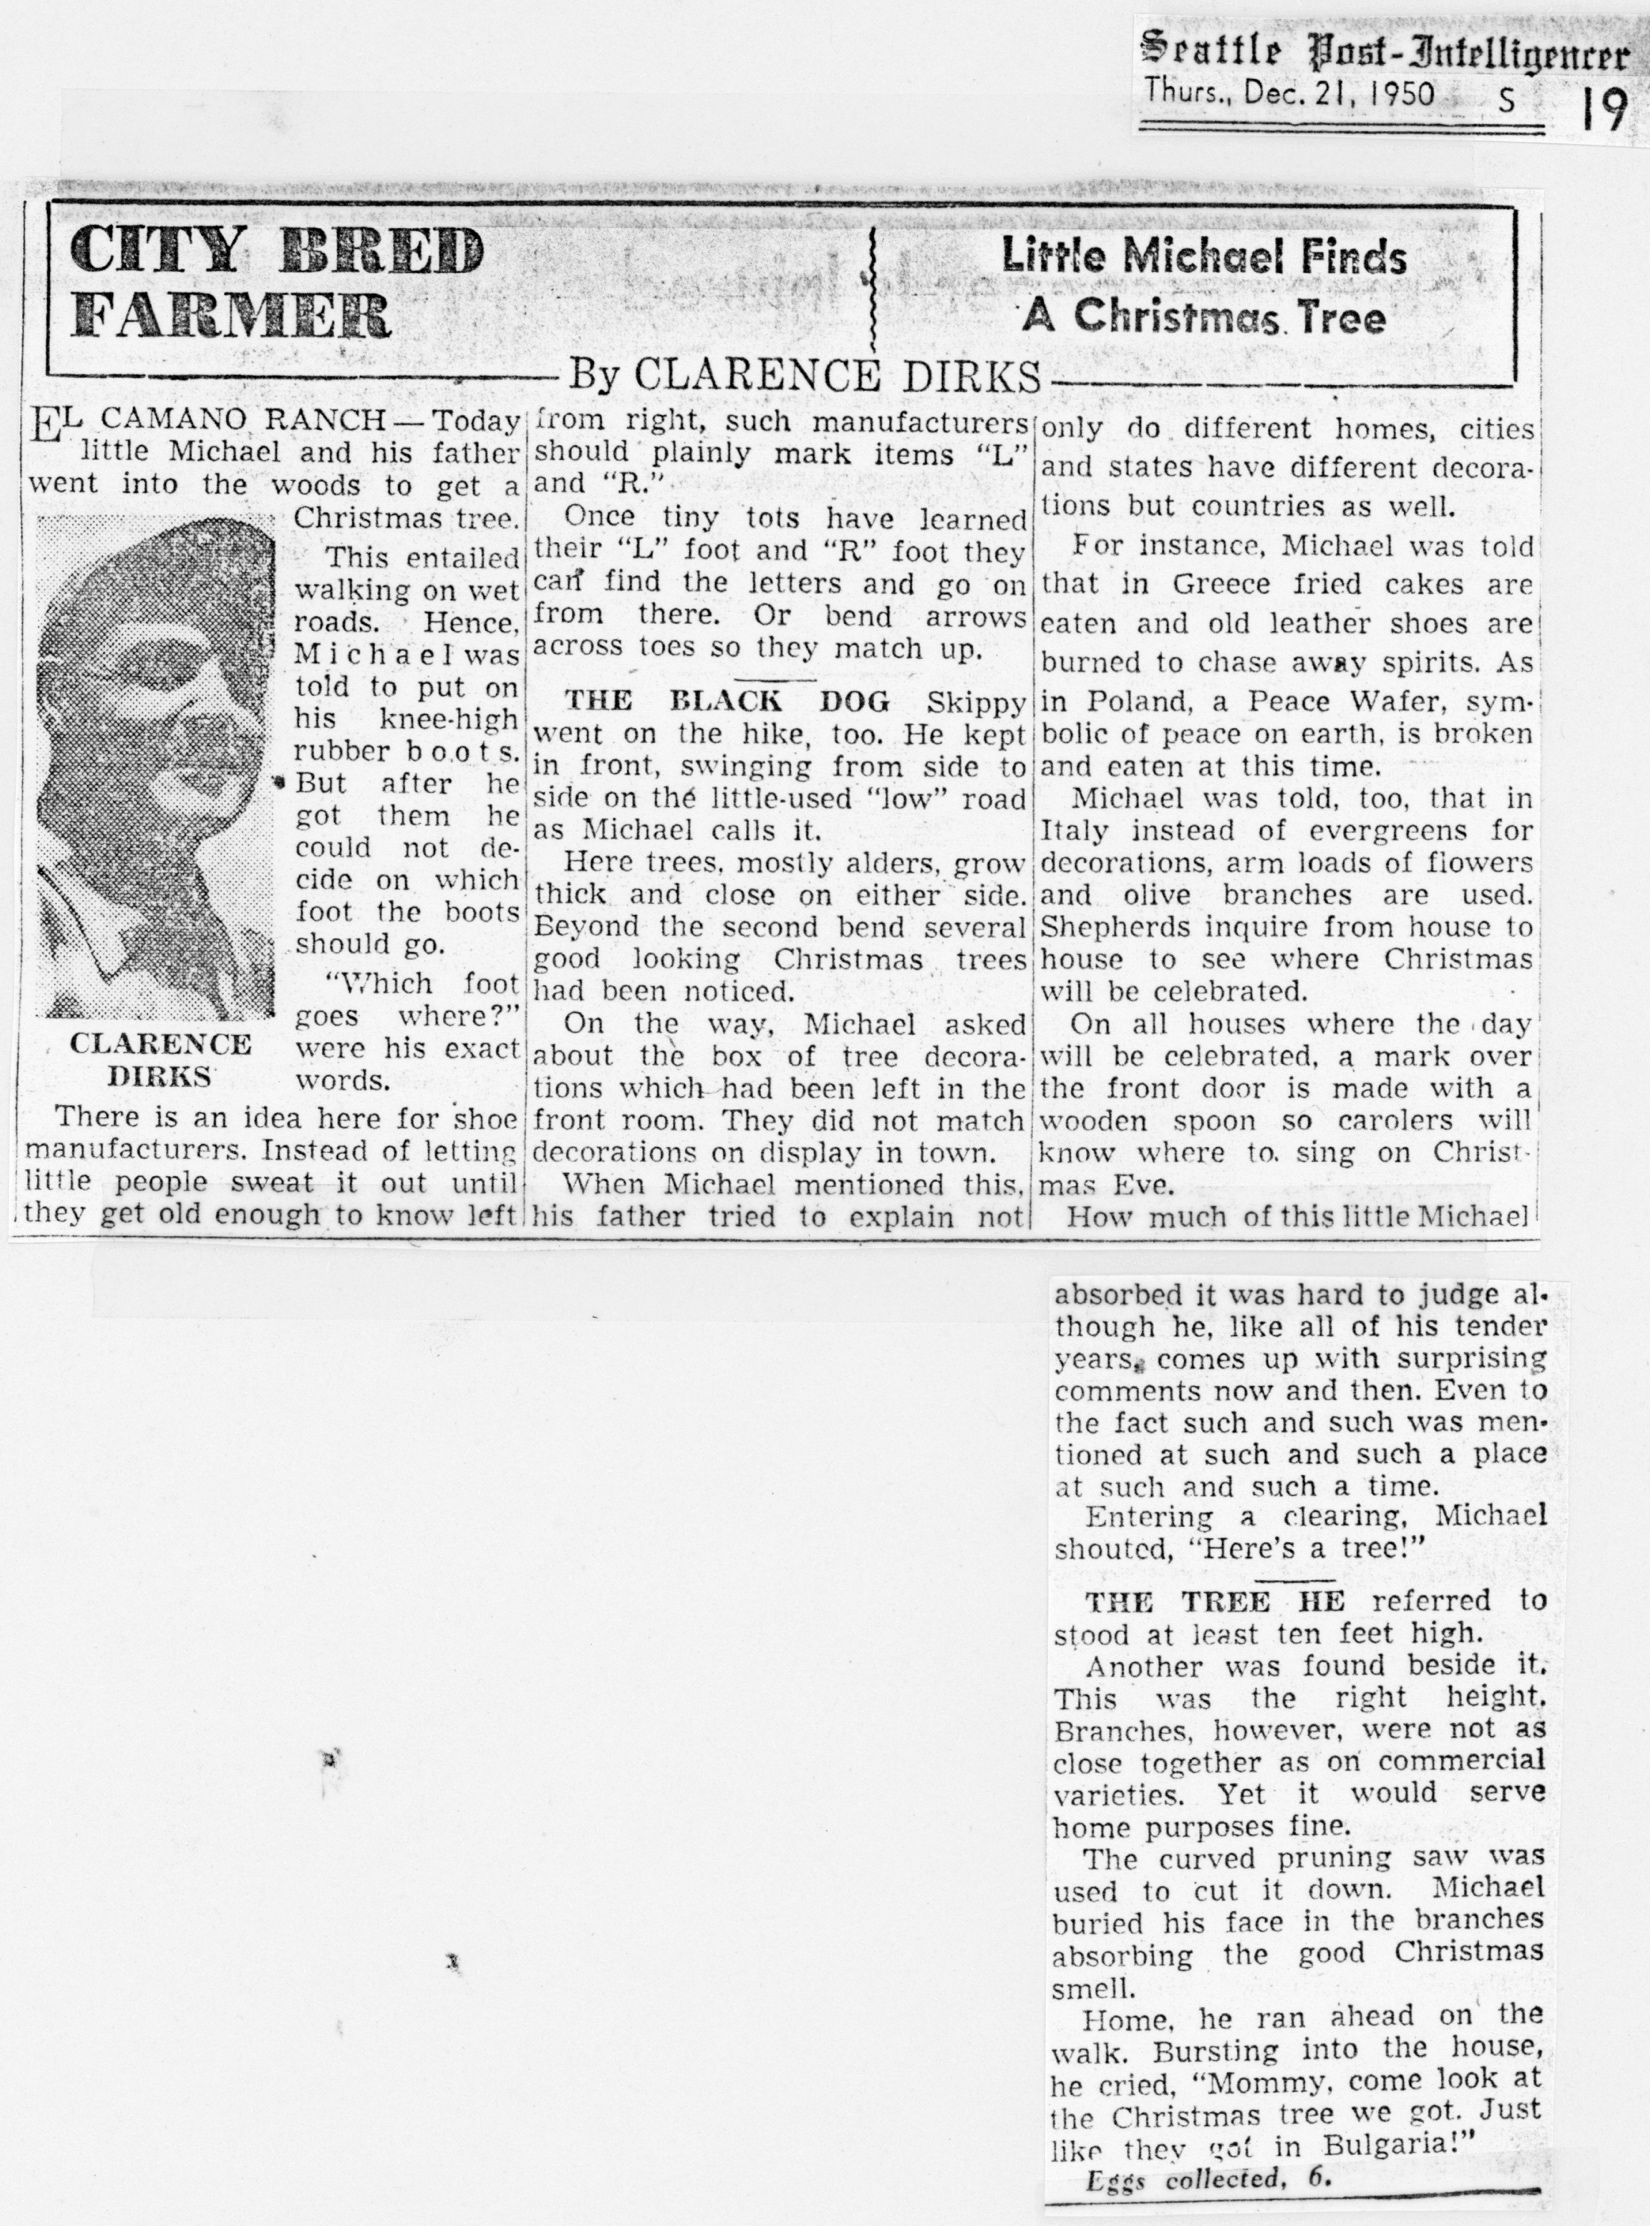 Seattle Post-Intelligencer
Thurs., Dec. 21, 1950 S 19
CITY BRED
FARMER
Little Michael Finds
A Christmas Tree
By CLARENCE DIRKS
EL CAMANO RANCH — Today
little Michael and his father
went into the woods to get a
Christmas tree.
This entailed
walking on wet
roads. Hence,
Michael was
told to put on
his knee-high
rubber boots.
But after he
got them he
could not de-
cide on which
foot the boots
should go.
"Which foot
goes where?"
were his exact
words.
CLARENCE
DIRKS
There is an idea here for shoe
manufacturers. Instead of letting
little people sweat it out until
they get old enough to know left
from right, such manufacturers
should plainly mark items "L"
and "R."
Once tiny tots have learned
their "L" foot and "R" foot they
can find the letters and go on
from there. Or bend arrows
across toes so they match up.
THE BLACK DOG Skippy
went on the hike, too. He kept
in front, swinging from side to
side on the little-used "low" road
as Michael calls it.
Here trees, mostly alders, grow
thick and close on either side.
Beyond the second bend several
good looking Christmas trees
had been noticed.
On the way, Michael asked
about the box of tree decora-
tions which had been left in the
front room. They did not match
decorations on display in town.
When Michael mentioned this,
his father tried to explain not
only do different homes, cities
and states have different decora-
tions but countries as well.
For instance, Michael was told
that in Greece fried cakes are
eaten and old leather shoes are
burned to chase away spirits. As
in Poland, a Peace Wafer, sym-
bolic of peace on earth, is broken
and eaten at this time.
Michael was told, too, that in
Italy instead of evergreens for
decorations, arm loads of flowers
and olive branches are used.
Shepherds inquire from house to
house to see where Christmas
will be celebrated.
On all houses where the day
will be celebrated, a mark over
the front door is made with a
wooden spoon so carolers will
know where to sing on Christ-
mas Eve.
How much of this little Michael
absorbed it was hard to judge al-
though he, like all of his tender
years, comes up with surprising
comments now and then. Even to
the fact such and such was men-
tioned at such and such a place
at such and such a time.
Entering a clearing, Michael
shouted, "Here's a tree!"
THE TREE HE referred to
stood at least ten feet high.
Another was found beside it.
This was the right height.
Branches, however, were not as
close together as on commercial
varieties. Yet it would serve
home purposes fine.
The curved pruning saw was
used to cut it down. Michael
buried his face in the branches
absorbing the good Christmas
smell.
Home, he ran ahead on the
walk. Bursting into the house,
he cried, "Mommy, come look at
the Christmas tree we got. Just
like they got in Bulgaria!"
Eggs collected, 6.